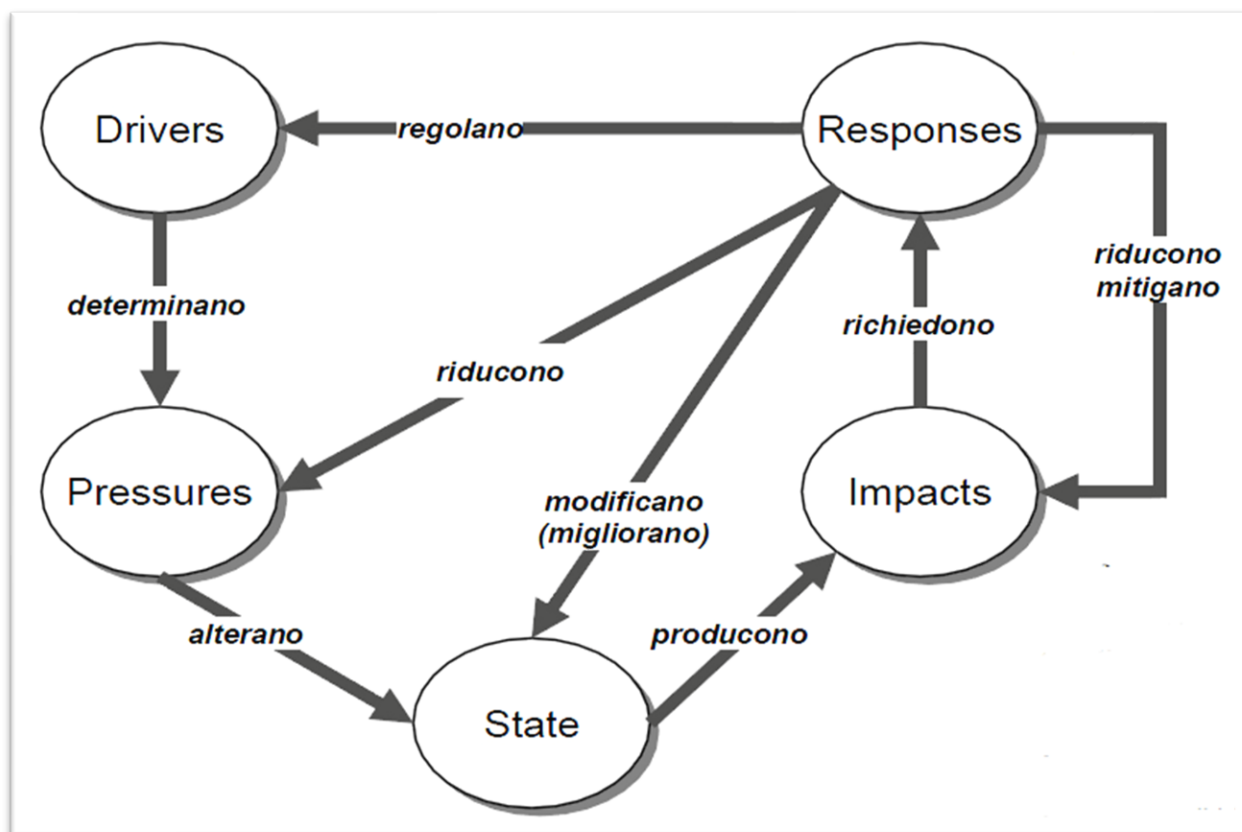 Drivers
regolano
Responses
determinano
riducono
mitigano
richiedono
riducono
Pressures
modificano
(migliorano)
Impacts
alterano
producono
State